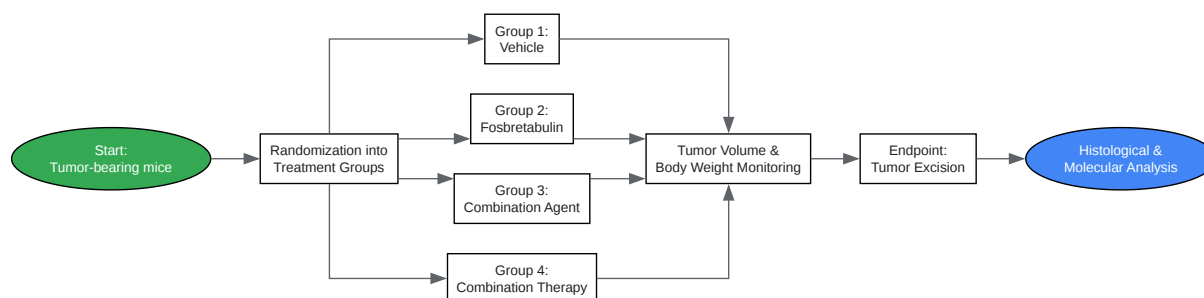 Start:
Tumor-bearing mice
Randomization into
Treatment Groups
Group 1:
Vehicle
Group 2:
Fosbretabulin
Group 3:
Combination Agent
Group 4:
Combination Therapy
Tumor Volume &
Body Weight Monitoring
Endpoint:
Tumor Excision
Histological &
Molecular Analysis